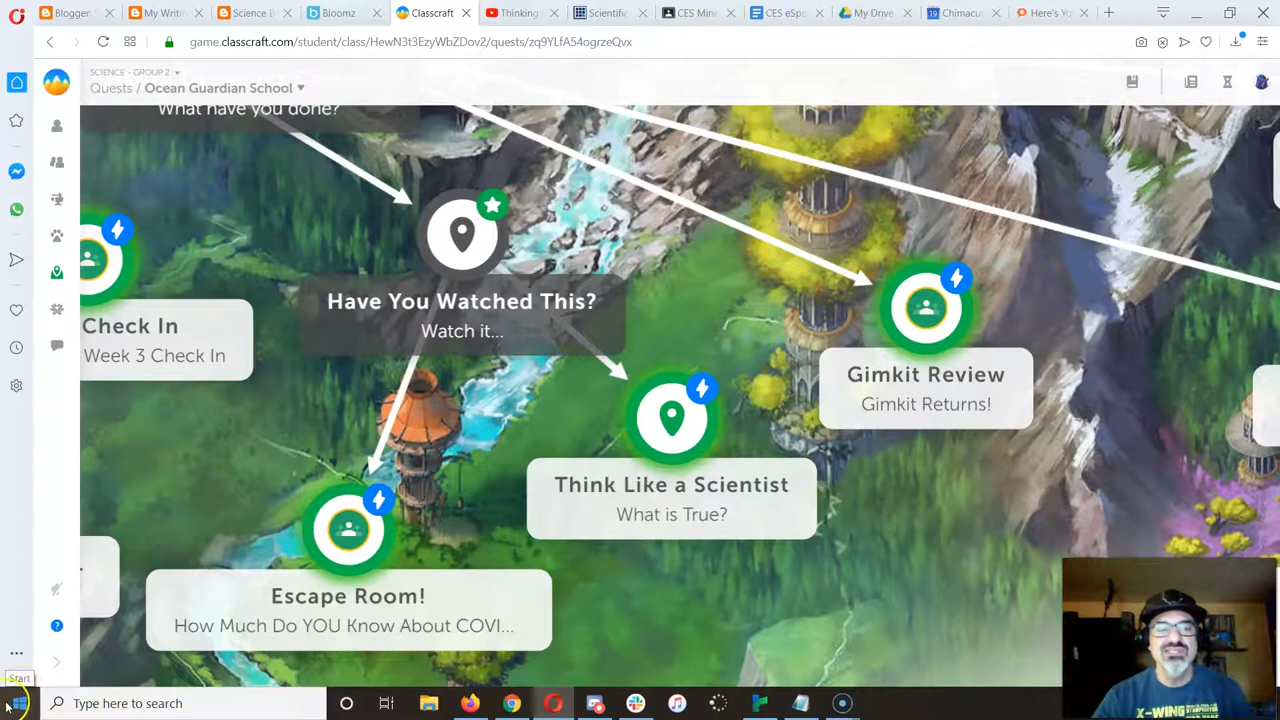 Blogger
My Writi
Science B
Bloomz
Classcraft
Thinking
Scientific
CES Mine
CES eSpo
My Drive
19
Chimacu
Here's Yo
game.classcraft.com/student/class/HewN3t3EzyWbZDov2/quests/zq9YLfA54ogrzeQvx
SCIENCE - GROUP 2
Quests / Ocean Guardian School
What have you done?
Have You Watched This?
Watch it...
Check In
Week 3 Check In
Gimkit Review
Gimkit Returns!
Think Like a Scientist
What is True?
Escape Room!
How Much Do YOU Know About COVI...
Start
Type here to search
X-WING